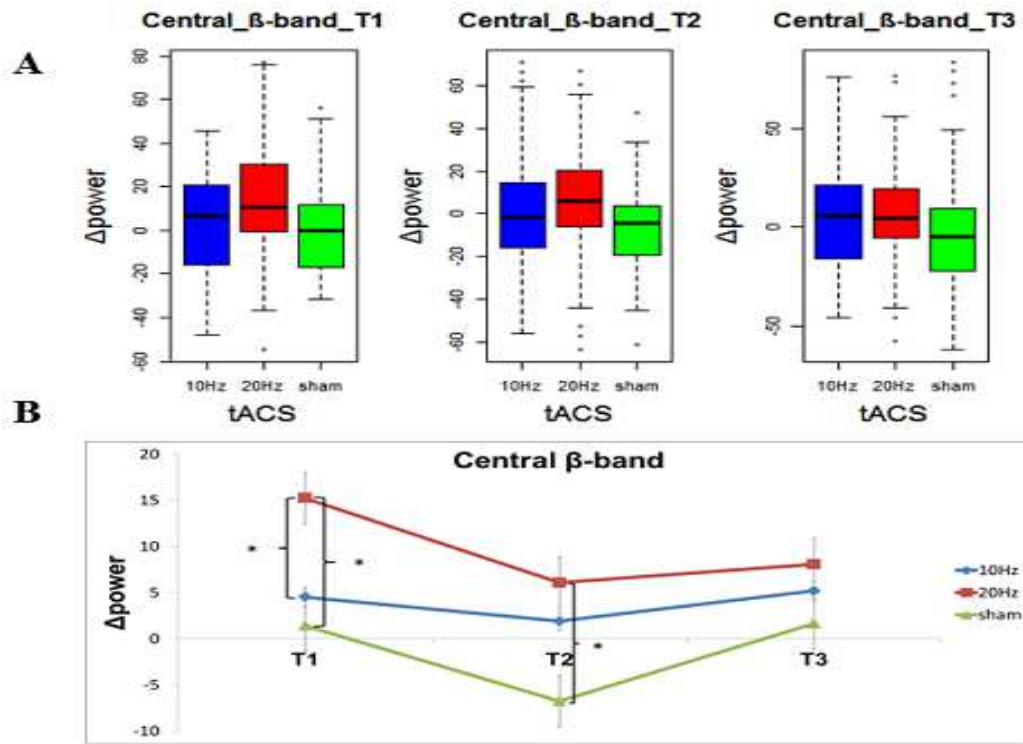 Central_ß-band_T1 Central_ß-band_T2 Central_ß-band_T3
A
80
60
40
20
0
-20
-40
-60
Δpower
10Hz 20Hz sham
tACS
60
40
20
0
-20
-40
-60
Δpower
10Hz 20Hz sham
tACS
50
0
-50
Δpower
10Hz 20Hz sham
tACS
B
Central β-band
20
15
10
5
0
-5
-10
Δpower
* * *
T1 T2 T3
10Hz
20Hz
sham